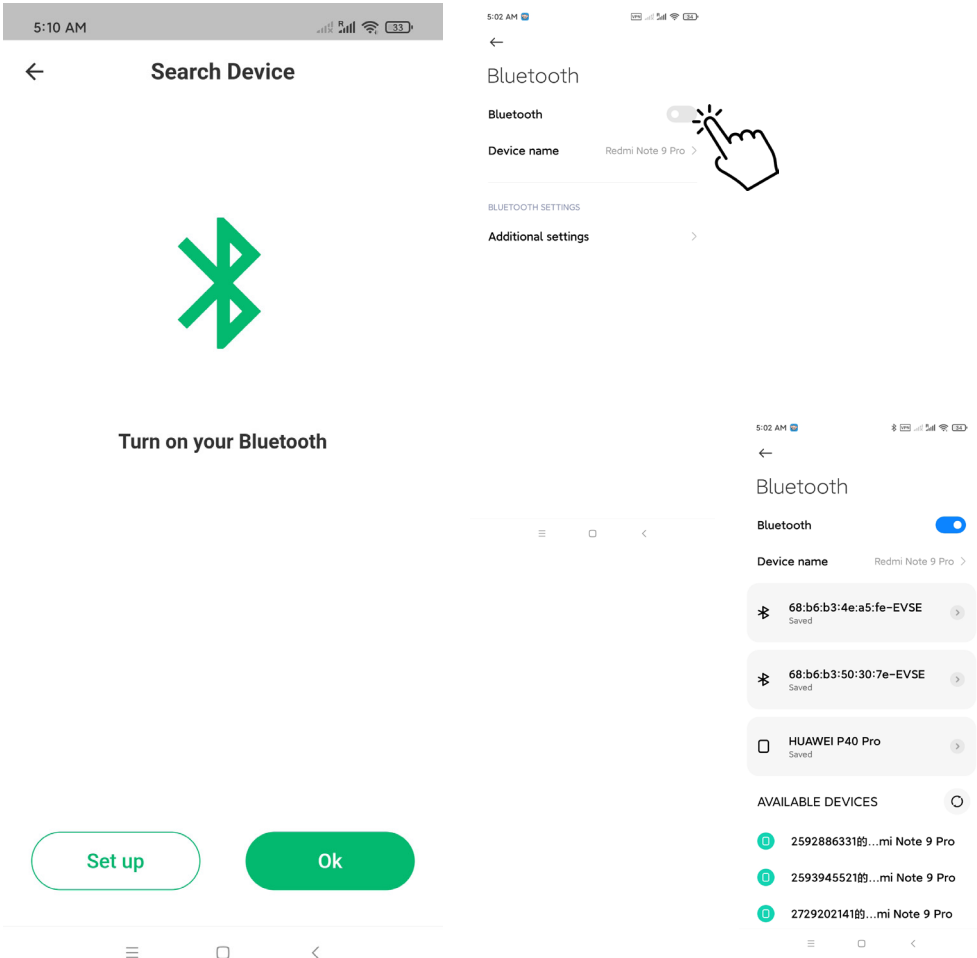 5:10 AM
R
33
Search Device
Turn on your Bluetooth
Set up
Ok
5:02 AM
VPN
34
Bluetooth
Bluetooth
Device name
Redmi Note 9 Pro
BLUETOOTH SETTINGS
Additional settings
5:02 AM
VPN
34
Bluetooth
Bluetooth
Device name
Redmi Note 9 Pro
68:b6:b3:4e:a5:fe-EVSE
Saved
68:b6:b3:50:30:7e-EVSE
Saved
HUAWEI P40 Pro
Saved
AVAILABLE DEVICES
2592886331的...mi Note 9 Pro
2593945521的...mi Note 9 Pro
2729202141的...mi Note 9 Pro